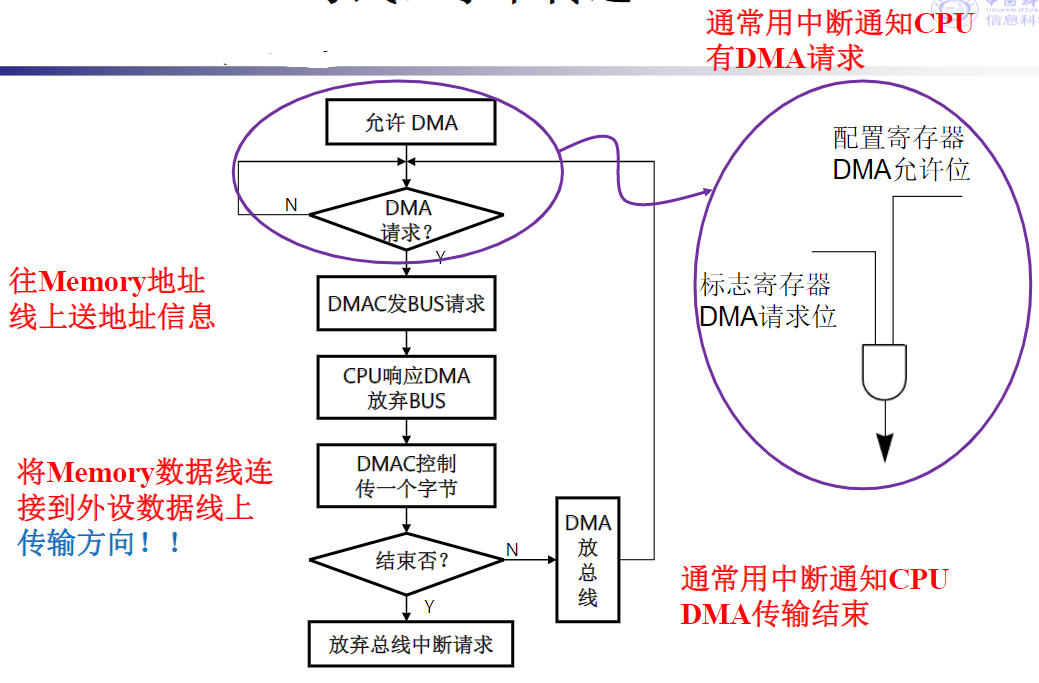 通常用中断通知CPU
有DMA请求
允许 DMA
配置寄存器
DMA允许位
N
DMA
请求？
Y
往Memory地址
线上送地址信息
标志寄存器
DMA请求位
DMAC发BUS请求
CPU响应DMA
放弃BUS
将Memory数据线连
接到外设数据线上
传输方向！！
DMAC控制
传一个字节
DMA
放
总
线
结束否？
N
Y
通常用中断通知CPU
DMA传输结束
放弃总线中断请求